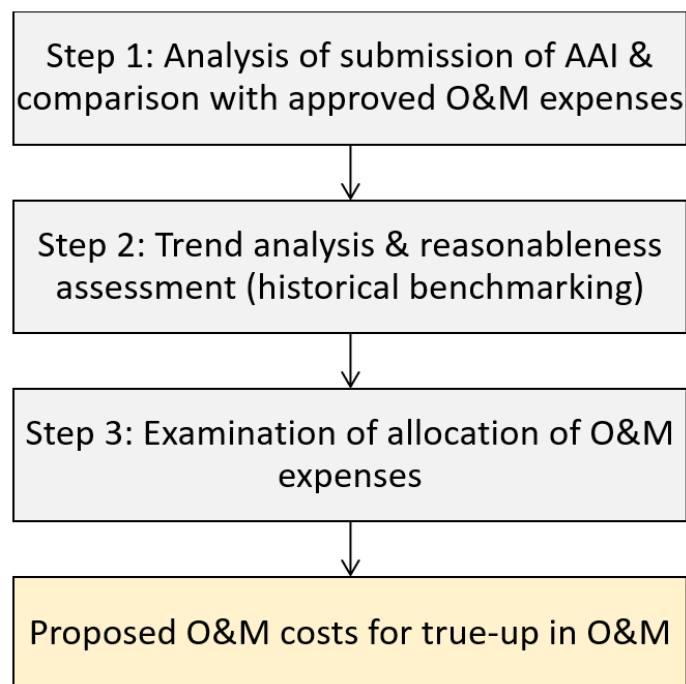 Step 1: Analysis of submission of AAI &
comparison with approved O&M expenses
Step 2: Trend analysis & reasonableness
assessment (historical benchmarking)
Step 3: Examination of allocation of O&M
expenses
Proposed O&M costs for true-up in O&M